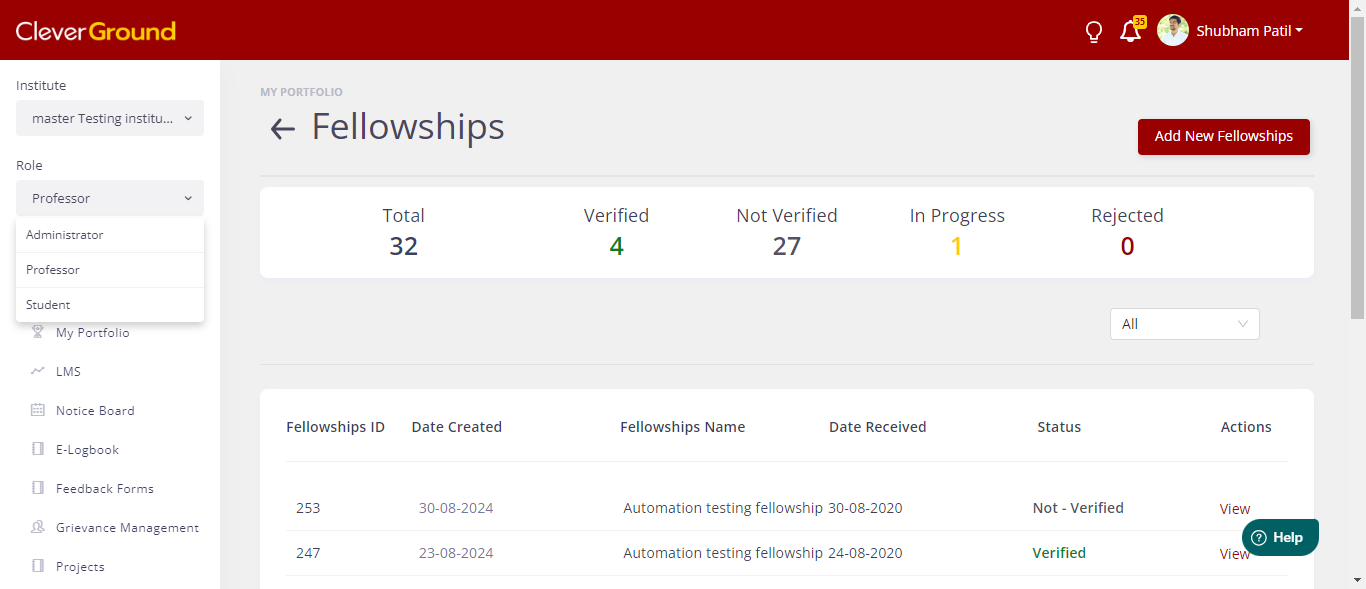 CleverGround
35
Shubham Patil
Institute
master Testing institu...
Role
Professor
Administrator
Professor
Student
My Portfolio
LMS
Notice Board
E-Logbook
Feedback Forms
Grievance Management
Projects
MY PORTFOLIO
Fellowships
Add New Fellowships
Total Verified Not Verified In Progress Rejected
32 4 27 1 0
All
Fellowships ID Date Created Fellowships Name Date Received Status Actions
253 30-08-2024 Automation testing fellowship 30-08-2020 Not - Verified View
247 23-08-2024 Automation testing fellowship 24-08-2020 Verified View
Help